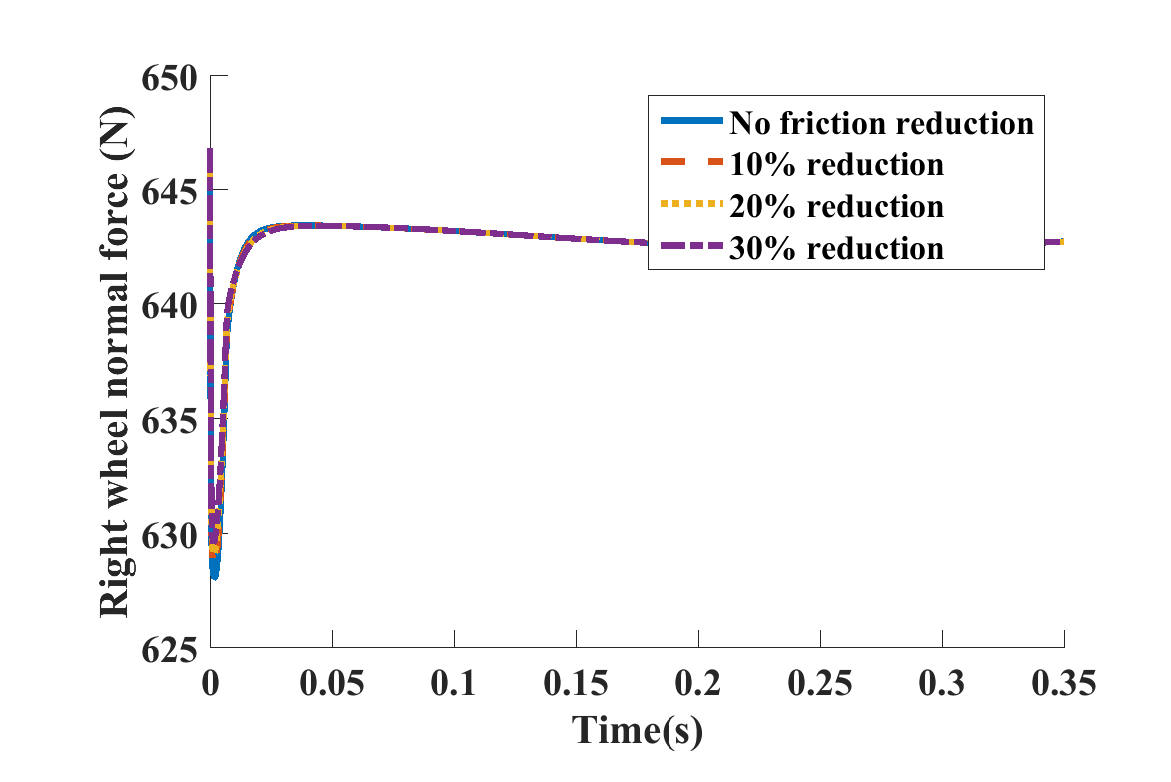 Right wheel normal force (N)
650
645
640
635
630
625
No friction reduction
10% reduction
20% reduction
30% reduction
0 0.05 0.1 0.15 0.2 0.25 0.3 0.35
Time(s)